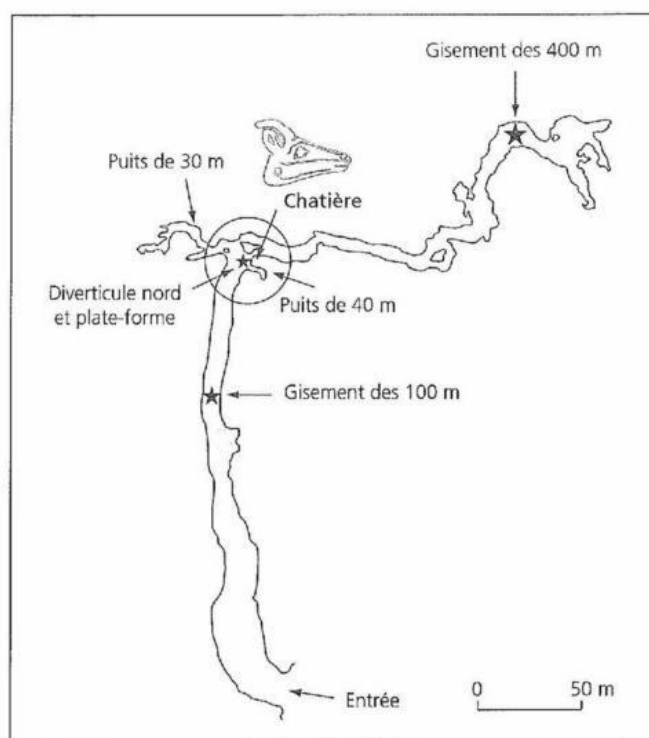 Gisement des 400 m
Puits de 30 m
Chatière
Diverticule nord
et plate-forme
Puits de 40 m
Gisement des 100 m
Entrée
0
50 m